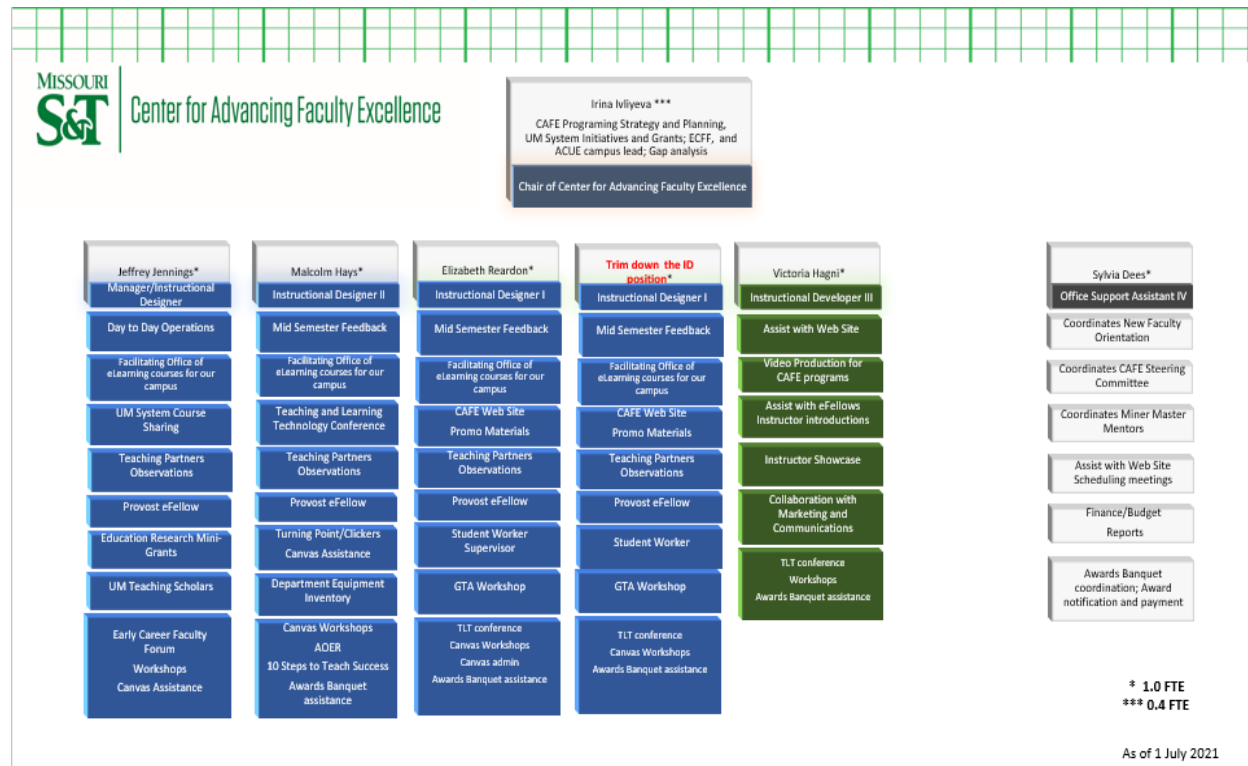 MISSOURI
S&T
Center for Advancing Faculty Excellence
Irina Ivliyeva ***
CAFE Programing Strategy and Planning,
UM System Initiatives and Grants; ECFF, and
ACUE campus lead; Gap analysis
Chair of Center for Advancing Faculty Excellence
Jeffrey Jennings*
Manager/Instructional
Designer
Day to Day Operations
Facilitating Office of
eLearning courses for our
campus
UM System Course
Sharing
Teaching Partners
Observations
Provost eFellow
Education Research Mini-
Grants
UM Teaching Scholars
Early Career Faculty
Forum
Workshops
Canvas Assistance
Malcolm Hays*
Instructional Designer II
Mid Semester Feedback
Facilitating Office of
eLearning courses for our
campus
Teaching and Learning
Technology Conference
Teaching Partners
Observations
Provost eFellow
Turning Point/Clickers
Canvas Assistance
Department Equipment
Inventory
Canvas Workshops
AOER
10 Steps to Teach Success
Awards Banquet
assistance
Elizabeth Reardon*
Instructional Designer I
Mid Semester Feedback
Facilitating Office of
eLearning courses for our
campus
CAFE Web Site
Promo Materials
Teaching Partners
Observations
Provost eFellow
Student Worker
Supervisor
GTA Workshop
TLT conference
Canvas Workshops
Canvas admin
Awards Banquet assistance
Trim down the ID
position*
Instructional Designer I
Mid Semester Feedback
Facilitating Office of
eLearning courses for our
campus
CAFE Web Site
Promo Materials
Teaching Partners
Observations
Provost eFellow
Student Worker
GTA Workshop
TLT conference
Canvas Workshops
Awards Banquet assistance
Victoria Hagni*
Instructional Developer III
Assist with Web Site
Video Production for
CAFE programs
Assist with eFellows
Instructor introductions
Instructor Showcase
Collaboration with
Marketing and
Communications
TLT conference
Workshops
Awards Banquet assistance
Sylvia Dees*
Office Support Assistant IV
Coordinates New Faculty
Orientation
Coordinates CAFE Steering
Committee
Coordinates Miner Master
Mentors
Assist with Web Site
Scheduling meetings
Finance/Budget
Reports
Awards Banquet
coordination; Award
notification and payment
* 1.0 FTE
*** 0.4 FTE
As of 1 July 2021